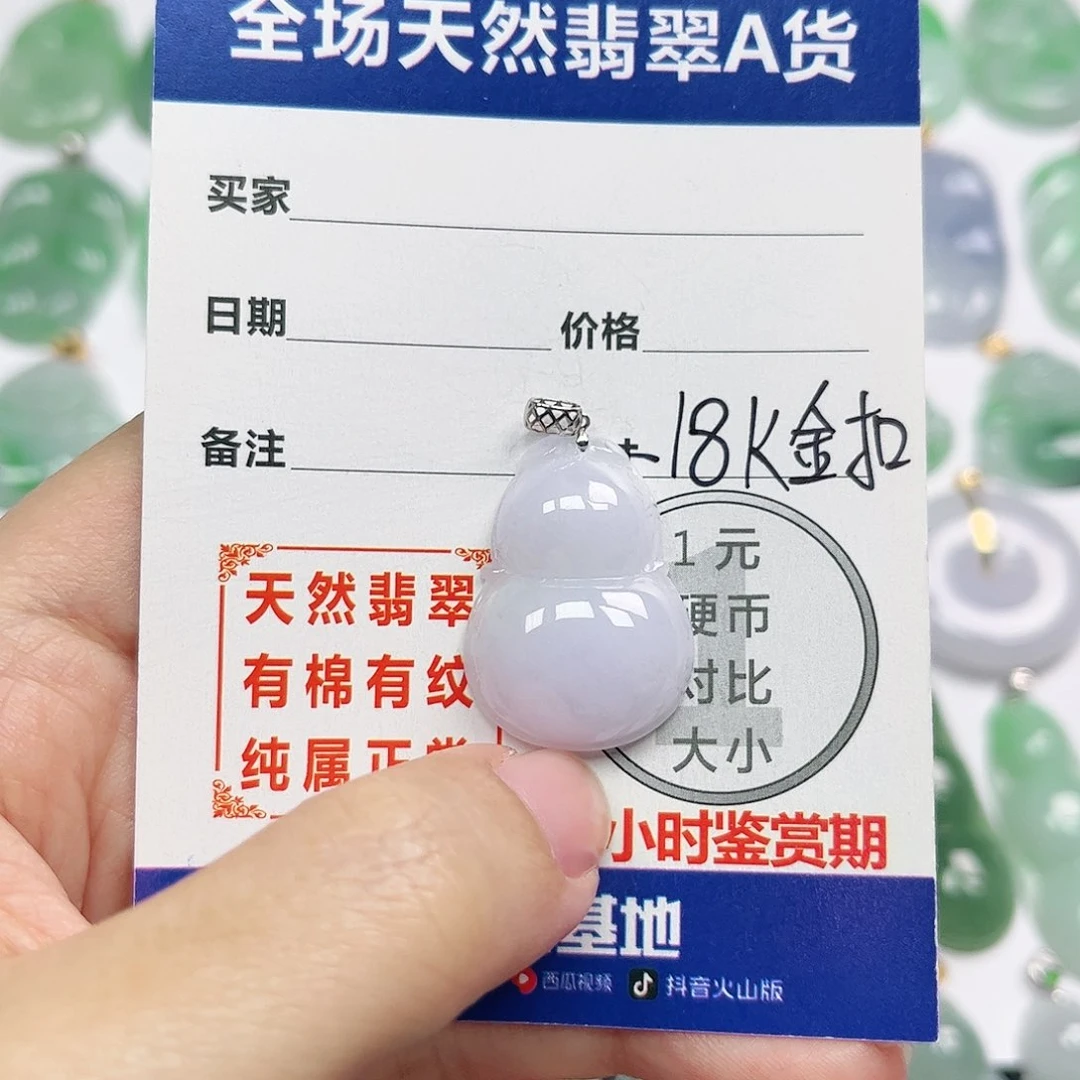 全场天然翡翠A货
买家
日期 价格
备注 18K金扣
天然翡翠
有棉有纹
纯属正常
1元
硬币
对比
大小
小时鉴赏期
基地
西瓜视频 抖音火山版